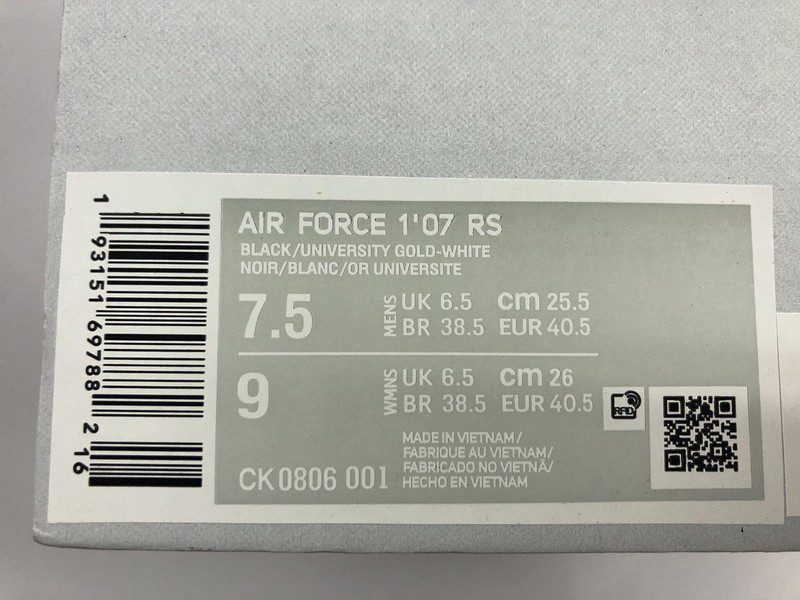 1 93151 69788 2 16
AIR FORCE 1'07 RS
BLACK/UNIVERSITY GOLD-WHITE
NOIR/BLANC/OR UNIVERSITE
7.5
MENS
UK 6.5 cm 25.5
BR 38.5 EUR 40.5
9
WMNS
UK 6.5 cm 26
BR 38.5 EUR 40.5
RFID
MADE IN VIETNAM/
FABRIQUE AU VIETNAM/
FABRICADO NO VIETNÃ/
HECHO EN VIETNAM
CK0806 001